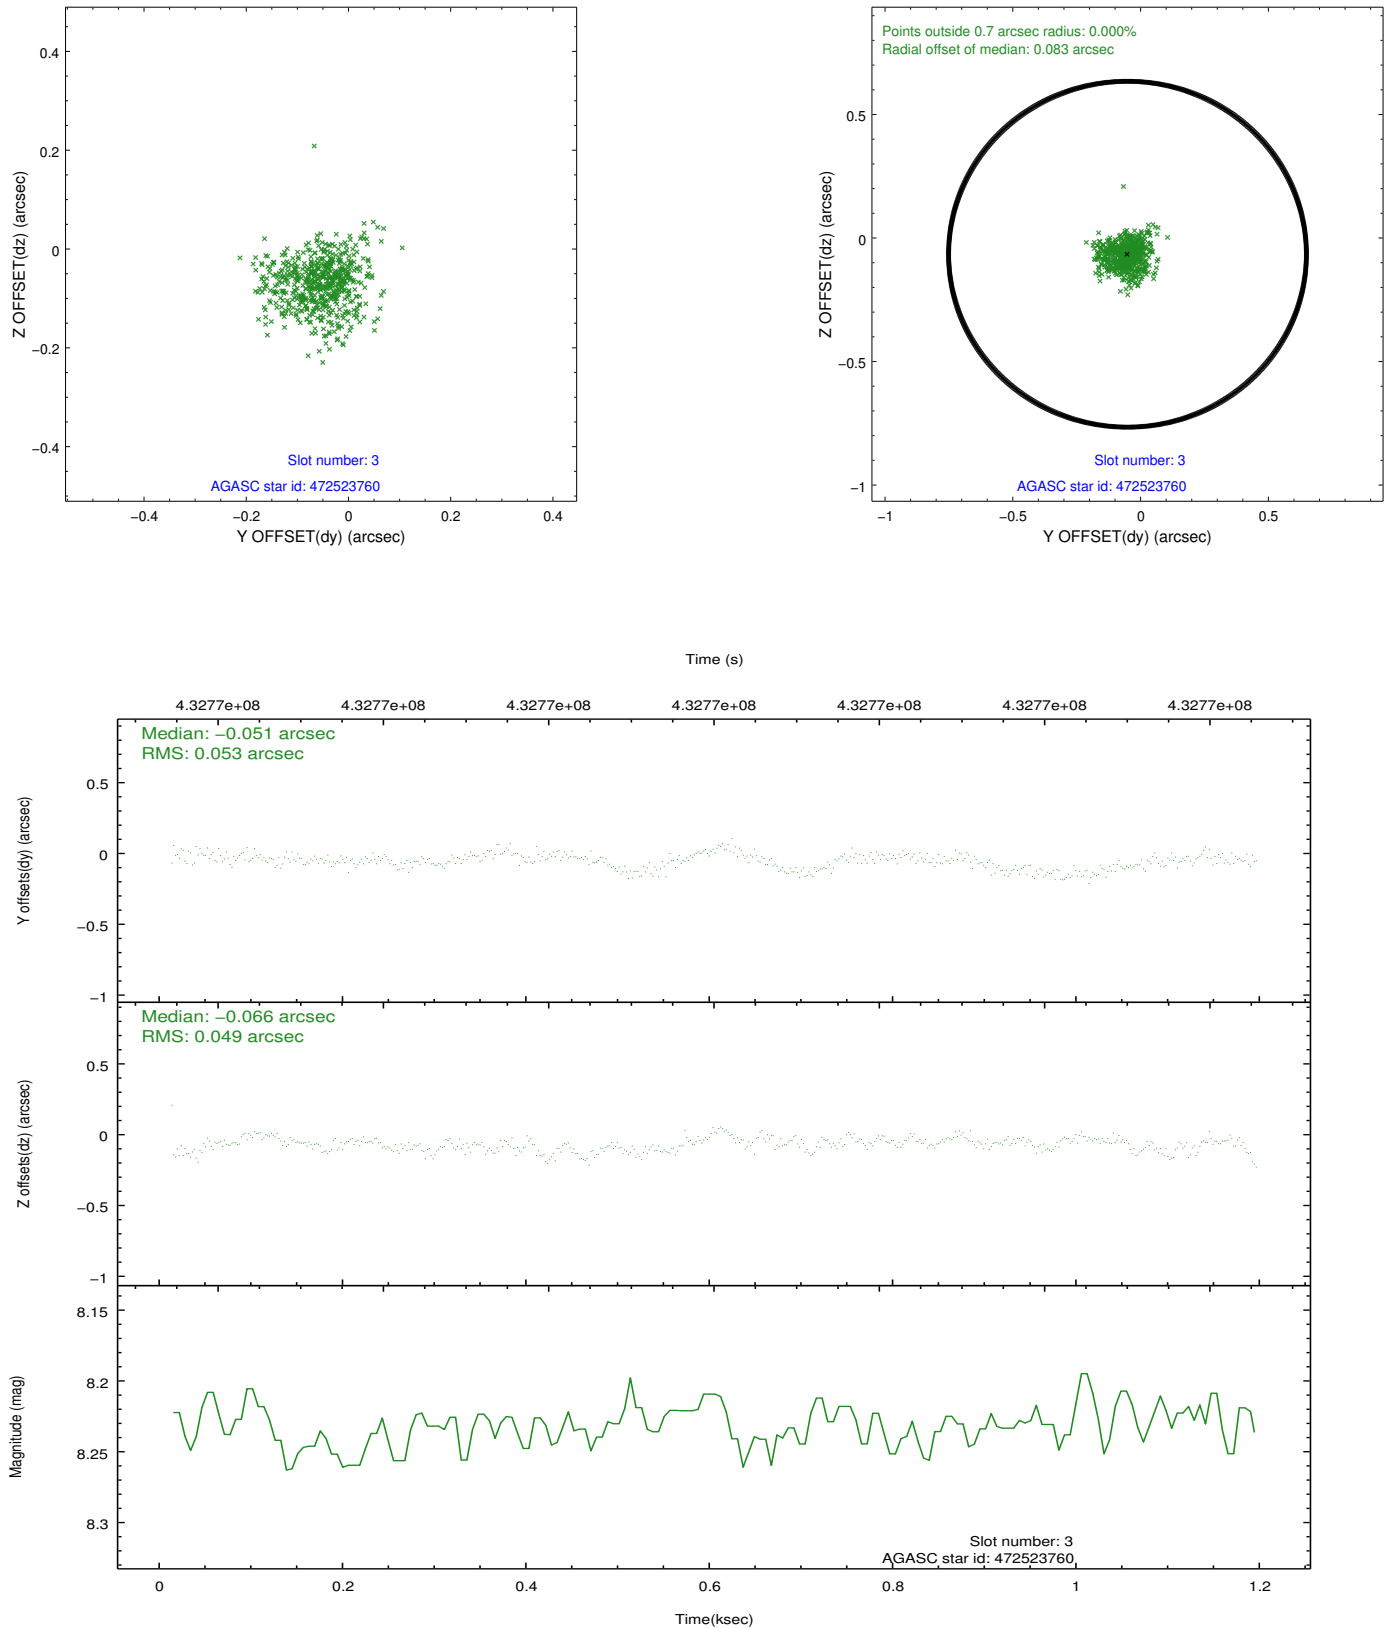 0.4
0.2
0
−0.2
−0.4
Z OFFSET(dz) (arcsec)
Slot number: 3
AGASC star id: 472523760
−0.4 −0.2 0 0.2 0.4
Y OFFSET(dy) (arcsec)
Points outside 0.7 arcsec radius: 0.000%
Radial offset of median: 0.083 arcsec
0.5
0
−0.5
−1
Z OFFSET(dz) (arcsec)
Slot number: 3
AGASC star id: 472523760
−1 −0.5 0 0.5
Y OFFSET(dy) (arcsec)
Time (s)
4.3277e+08 4.3277e+08 4.3277e+08 4.3277e+08 4.3277e+08 4.3277e+08 4.3277e+08
Median: −0.051 arcsec
RMS: 0.053 arcsec
0.5
0
−0.5
−1
Y offsets(dy) (arcsec)
Median: −0.066 arcsec
RMS: 0.049 arcsec
0.5
0
−0.5
−1
Z offsets(dz) (arcsec)
8.15
8.2
8.25
8.3
Magnitude (mag)
Slot number: 3
AGASC star id: 472523760
0 0.2 0.4 0.6 0.8 1 1.2
Time(ksec)